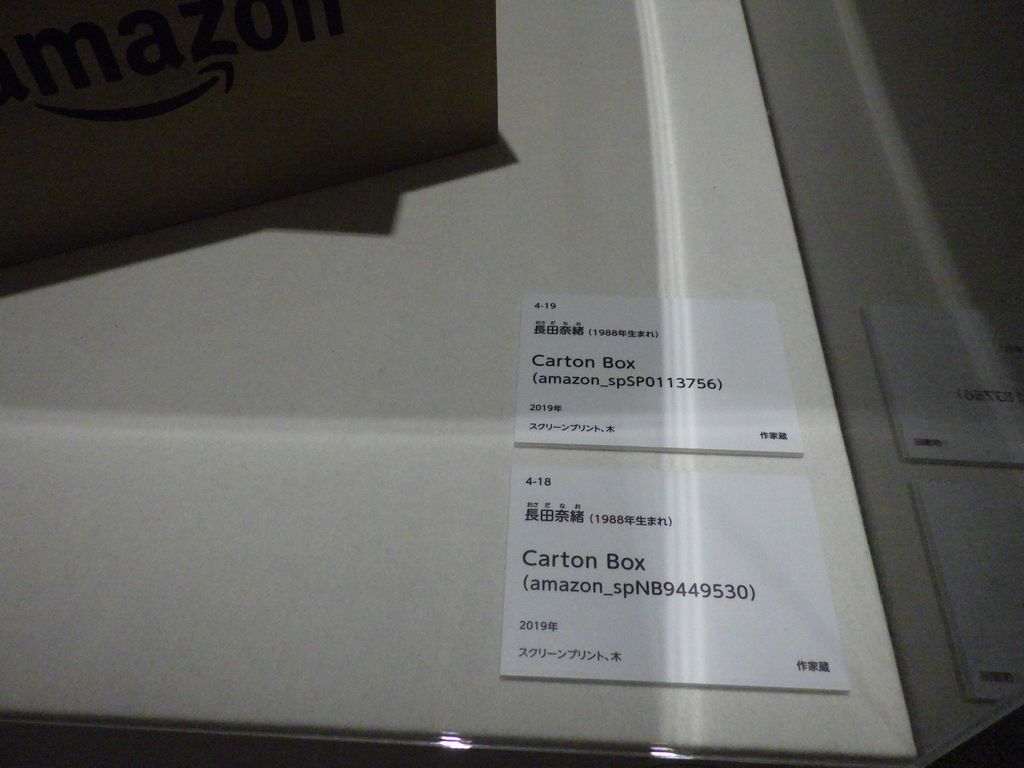 amazon
4-19
おさ だ な お
長田奈緒 (1988年生まれ)
Carton Box
(amazon_spSP0113756)
2019年
スクリーンプリント、木
作家蔵
4-18
おさ だ な お
長田奈緒 (1988年生まれ)
Carton Box
(amazon_spNB9449530)
2019年
スクリーンプリント、木
作家蔵